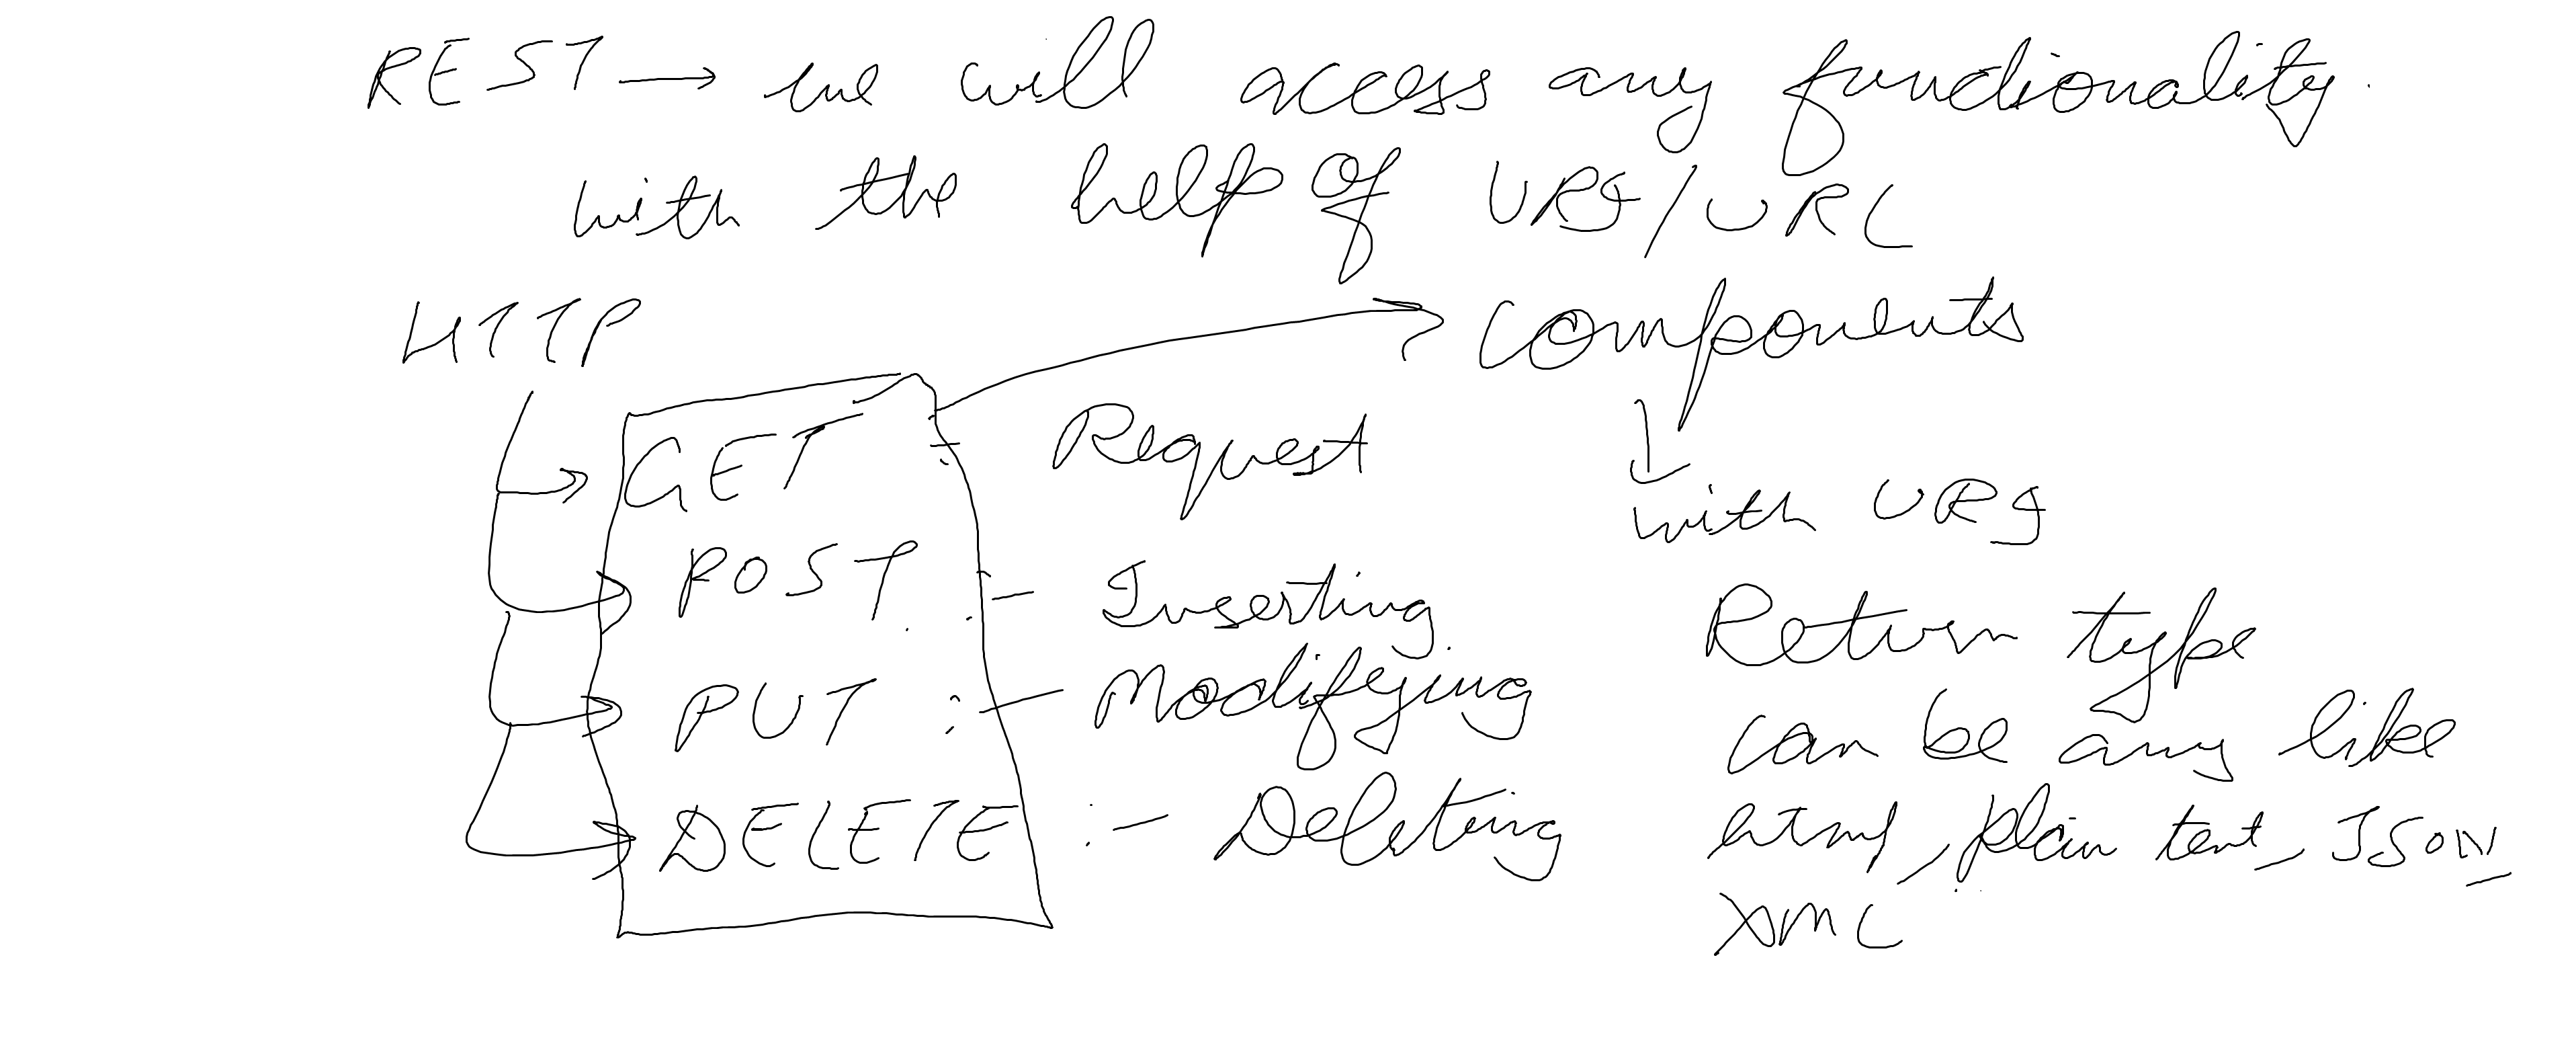 REST → we will access any functionality.
with the help of URI/URL
HTTP
components
GET : Request
with URI
POST :- Inserting
Return type
PUT :- Modifying
can be any like
DELETE :- Deleting
html, plain text, JSON,
XML